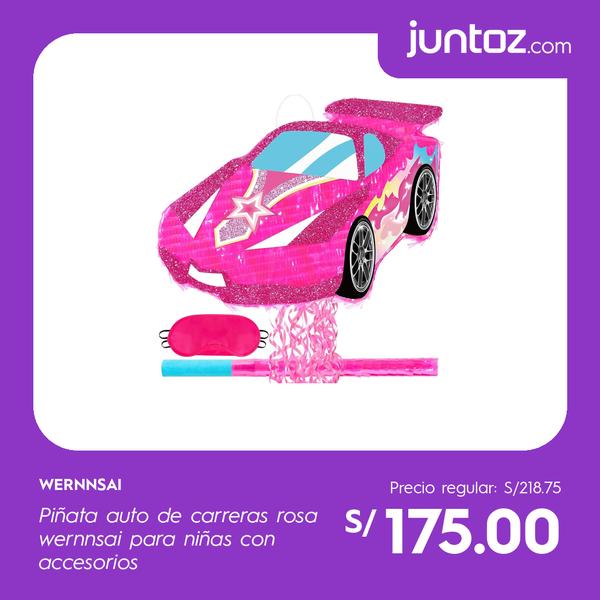 juntoz.com
WERNNSAI
Piñata auto de carreras rosa
wernnsai para niñas con
accesorios
Precio regular: S/218.75
S/175.00